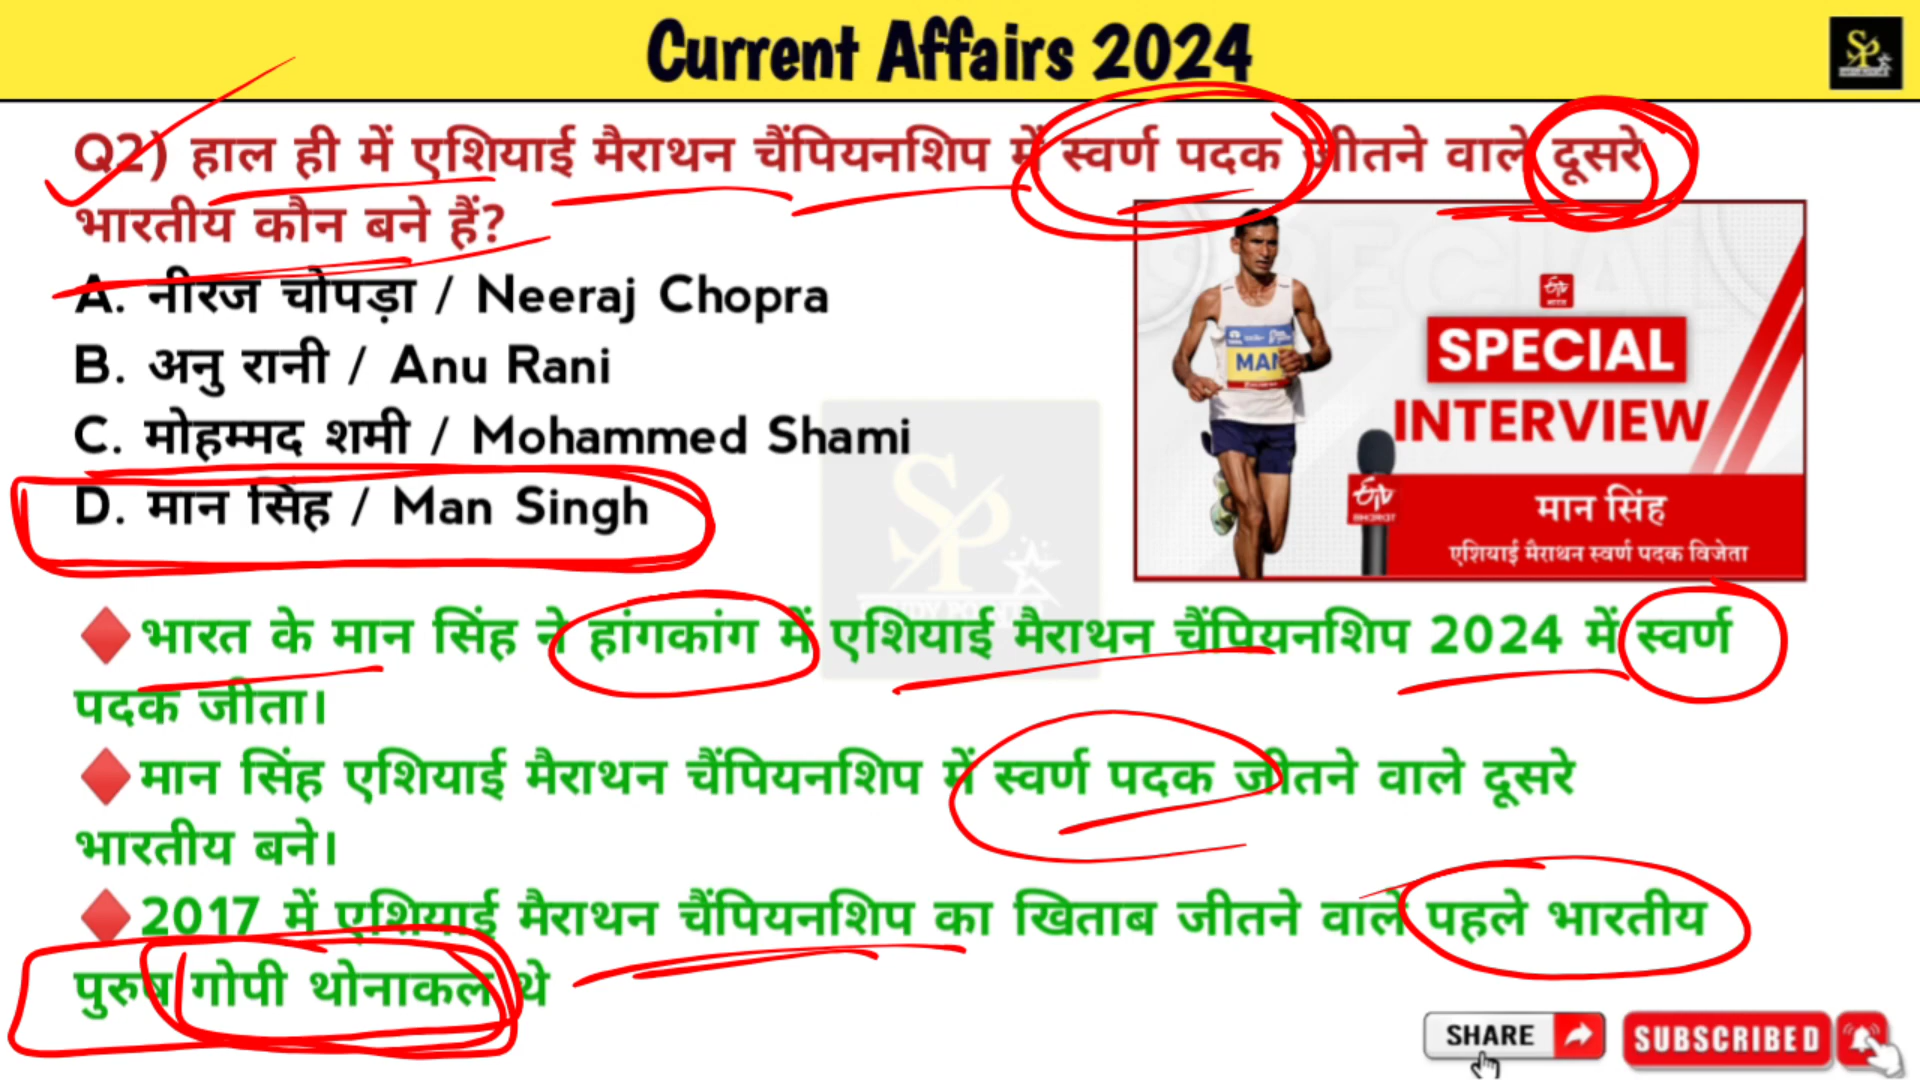 Current Affairs 2024
Q2) हाल ही में एशियाई मैराथन चैंपियनशिप में स्वर्ण पदक जीतने वाले दूसरे
भारतीय कौन बने हैं?
A. नीरज चोपड़ा / Neeraj Chopra
B. अनु रानी / Anu Rani
C. मोहम्मद शमी / Mohammed Shami
D. मान सिंह / Man Singh
MAN
SPECIAL
INTERVIEW
मान सिंह
एशियाई मैराथन स्वर्ण पदक विजेता
BHARAT
भारत के मान सिंह ने हांगकांग में एशियाई मैराथन चैंपियनशिप 2024 में स्वर्ण
पदक जीता।
मान सिंह एशियाई मैराथन चैंपियनशिप में स्वर्ण पदक जीतने वाले दूसरे
भारतीय बने।
2017 में एशियाई मैराथन चैंपियनशिप का खिताब जीतने वाले पहले भारतीय
पुरुष गोपी थोनाकल थे
SHARE
SUBSCRIBED